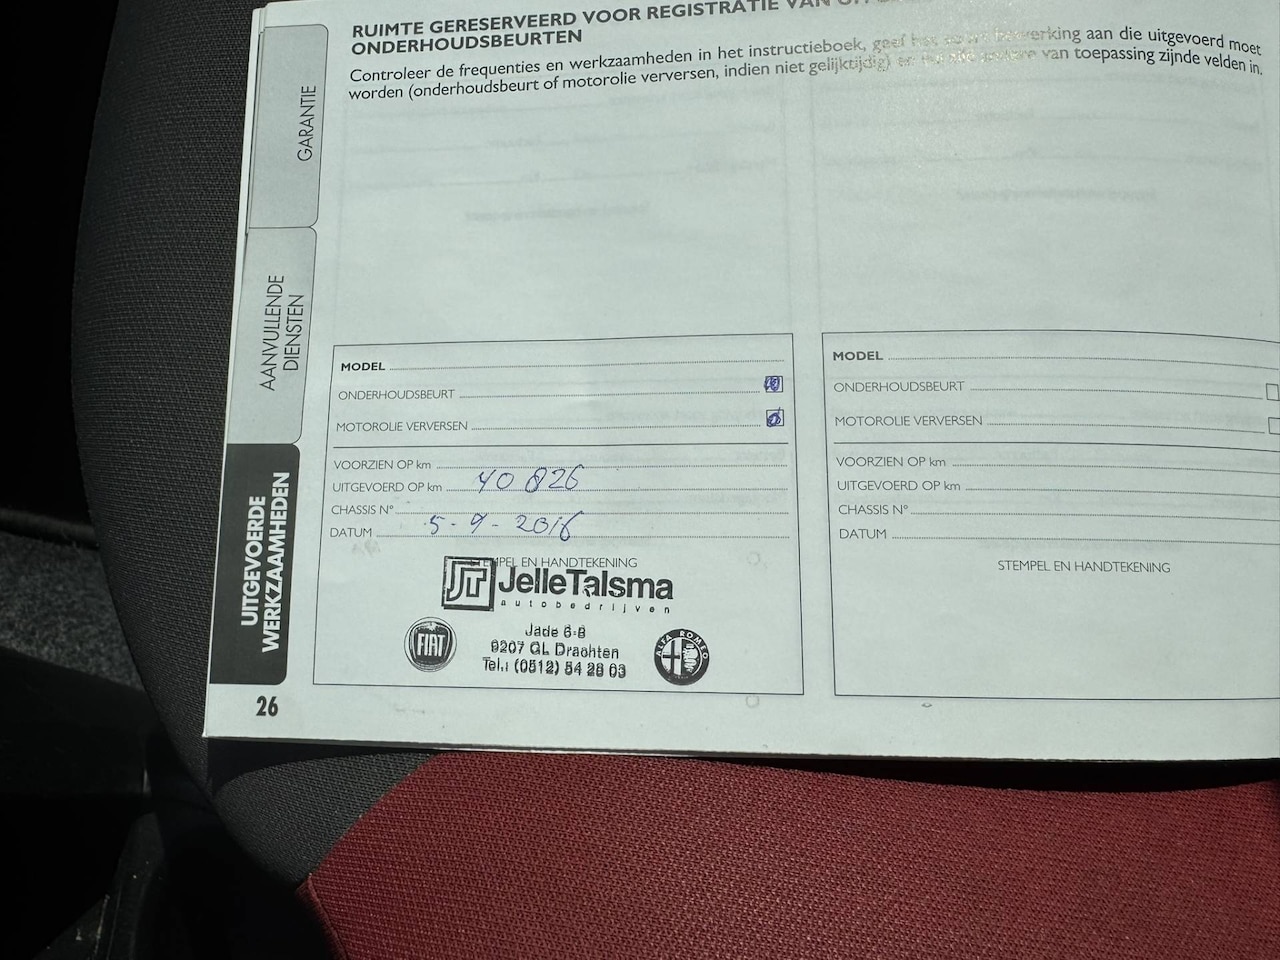 RUIMTE GERESERVEERD VOOR REGISTRATIE VAN
ONDERHOUDSBEURTEN
Controleer de frequenties en werkzaamheden in het instructieboek, geef aan die uitgevoerd moet
worden (onderhoudsbeurt of motorolie verversen, indien niet gelijktijdig) en van toepassing zijnde velden in.
GARANTIE
AANVULLENDE
DIENSTEN
UITGEVOERDE
WERKZAAMHEDEN
26
MODEL
ONDERHOUDSBEURT
MOTOROLIE VERVERSEN
VOORZIEN OP km
UITGEVOERD OP km 40 826
CHASSIS N°
DATUM 5-9-2016
STEMPEL EN HANDTEKENING
JT JelleTalsma
autobedrijven
FIAT
Jade 6-8
9207 GL Drachten
Tel.: (0512) 54 28 03
ALFA ROMEO
MODEL
ONDERHOUDSBEURT
MOTOROLIE VERVERSEN
VOORZIEN OP km
UITGEVOERD OP km
CHASSIS N°
DATUM
STEMPEL EN HANDTEKENING